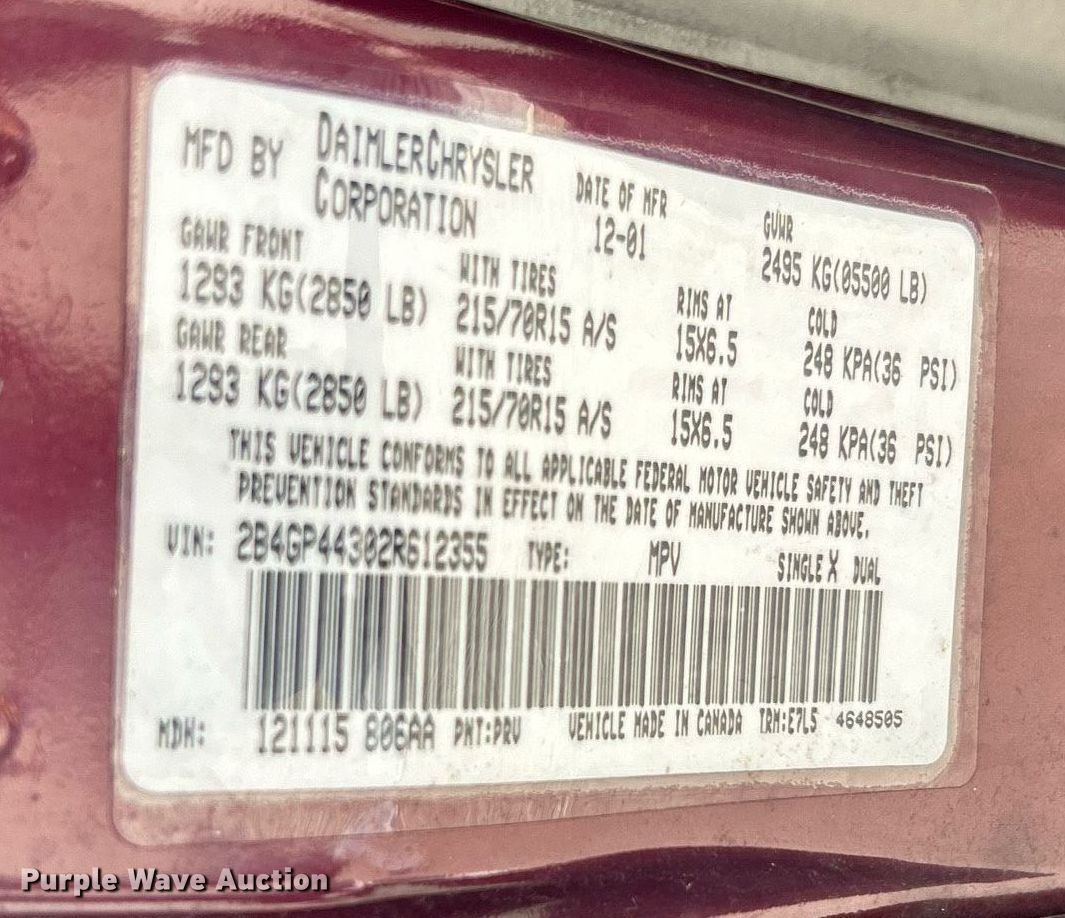 MFD BY DAIMLERCHRYSLER CORPORATION
DATE OF MFR 12-01
GVWR 2495 KG(05500 LB)
GAWR FRONT WITH TIRES RIMS AT COLD
1293 KG(2850 LB) 215/70R15 A/S 15X6.5 248 KPA(36 PSI)
GAWR REAR WITH TIRES RIMS AT COLD
1293 KG(2850 LB) 215/70R15 A/S 15X6.5 248 KPA(36 PSI)
THIS VEHICLE CONFORMS TO ALL APPLICABLE FEDERAL MOTOR VEHICLE SAFETY AND THEFT
PREVENTION STANDARDS IN EFFECT ON THE DATE OF MANUFACTURE SHOWN ABOVE.
VIN: 2B4GP44302R612355 TYPE: MPV SINGLE X DUAL
MDH: 121115 806AA PNT:PRV VEHICLE MADE IN CANADA TRM:E7L5 4648505
Purple Wave Auction